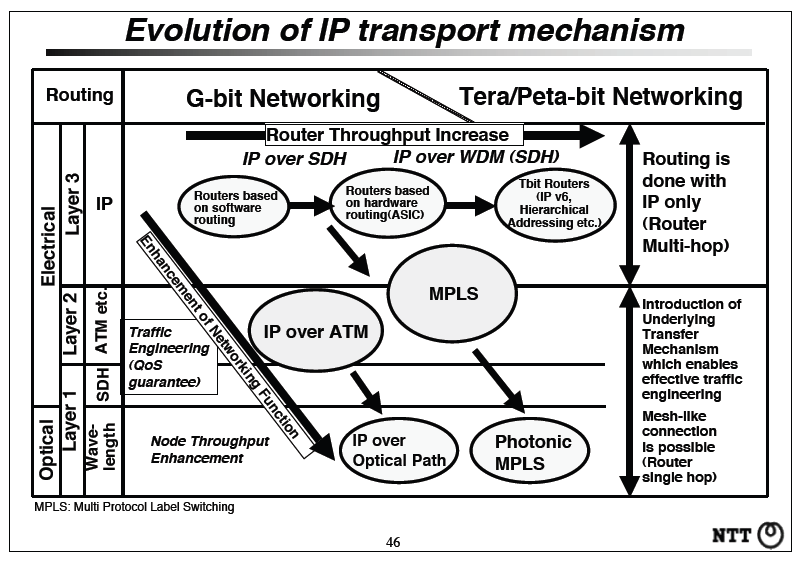 Evolution of IP transport mechanism
Routing
G-bit Networking
Tera/Peta-bit Networking
Electrical
Optical
Layer 3
Layer 2
Layer 1
IP
ATM etc.
SDH
Wave-
length
Router Throughput Increase
IP over SDH
IP over WDM (SDH)
Routers based
on software
routing
Routers based
on hardware
routing(ASIC)
Tbit Routers
(IP v6,
Hierarchical
Addressing etc.)
Enhancement of Networking Function
MPLS
IP over ATM
Traffic
Engineering
(QoS
guarantee)
Node Throughput
Enhancement
IP over
Optical Path
Photonic
MPLS
Routing is
done with
IP only
(Router
Multi-hop)
Introduction of
Underlying
Transfer
Mechanism
which enables
effective traffic
engineering
Mesh-like
connection
is possible
(Router
single hop)
MPLS: Multi Protocol Label Switching
46
NTT